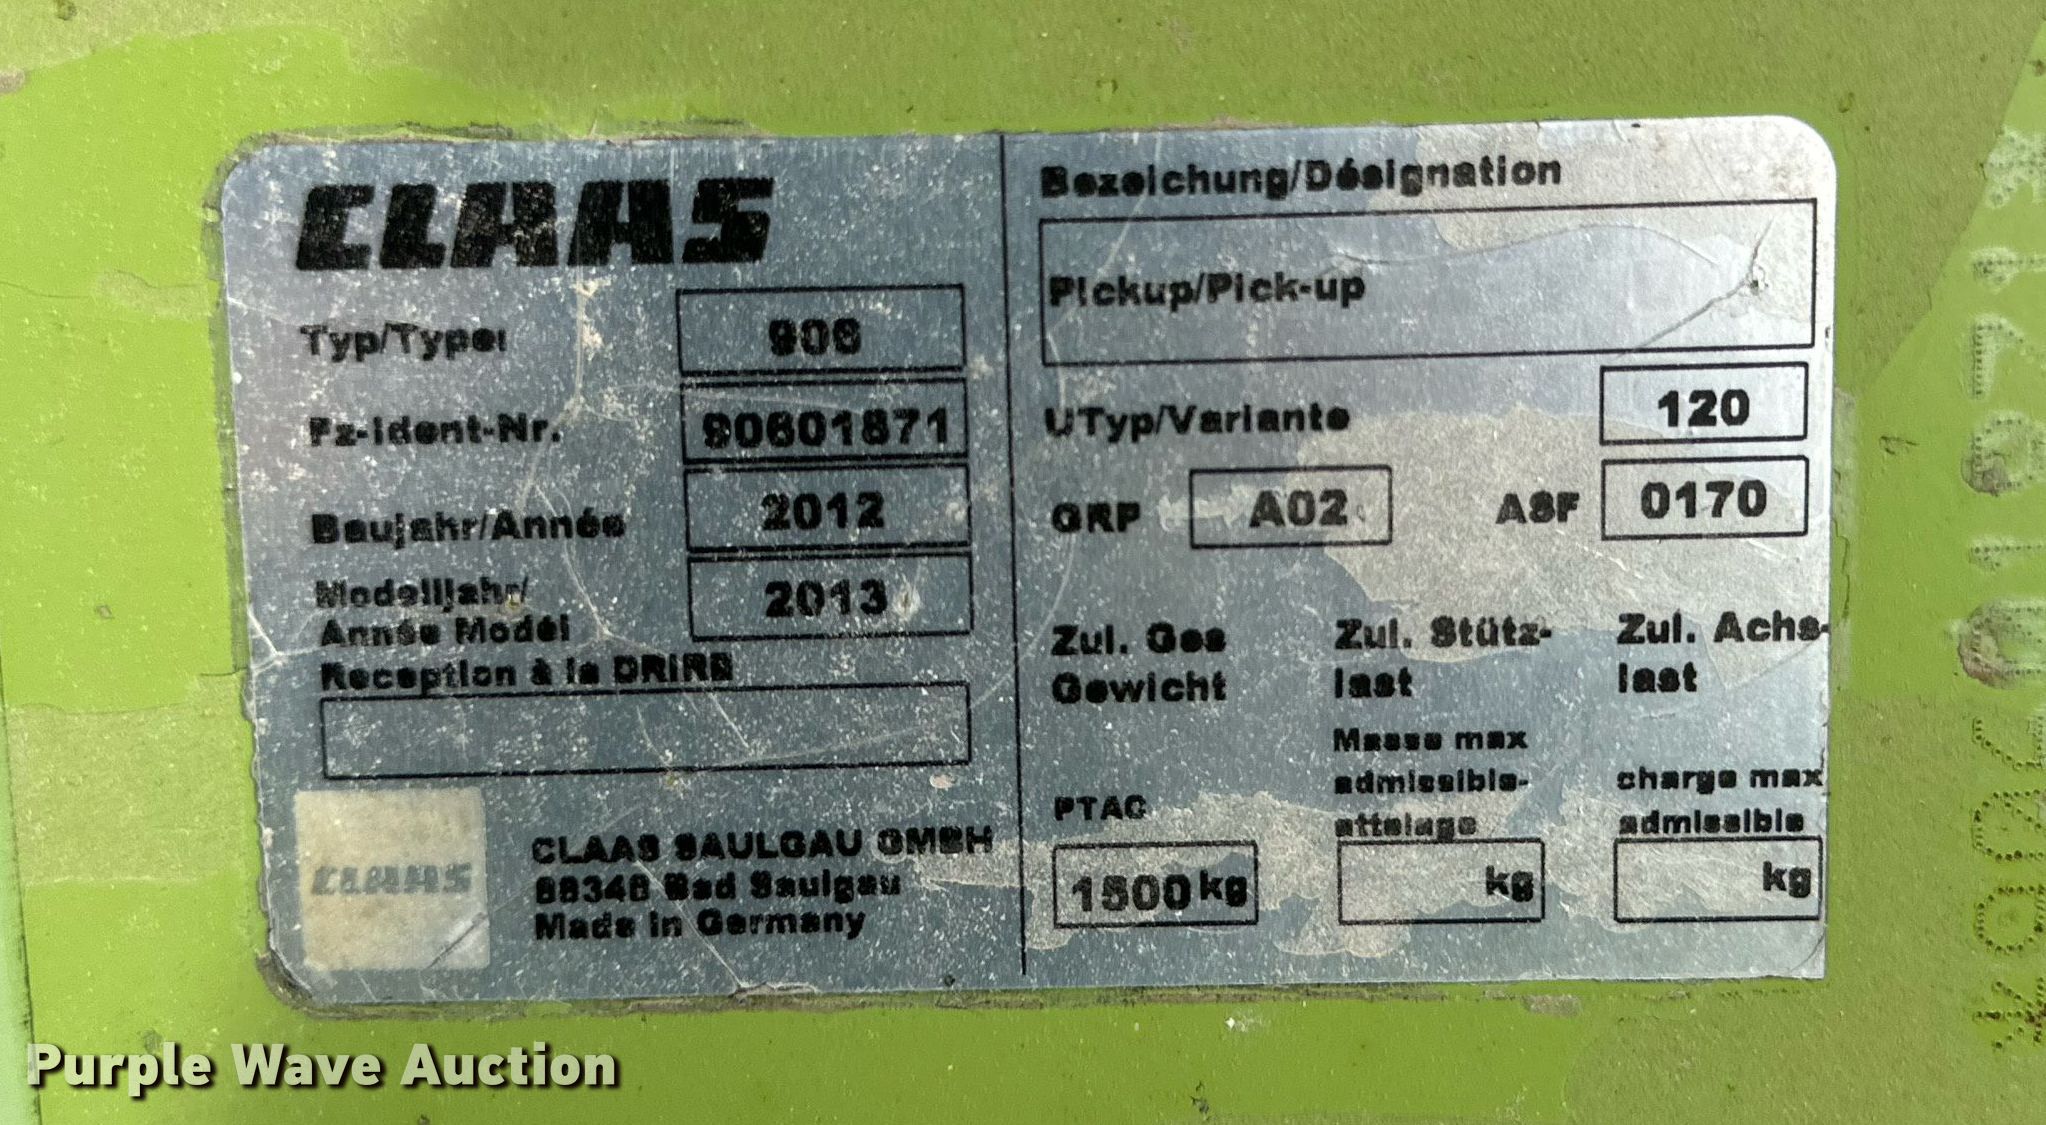 CLAAS
Typ/Type: 906
Fz-Ident-Nr. 90601871
Baujahr/Année 2012
Modelljahr/
Année Modél 2013
Reception à la DRIRE
CLAAS
CLAAS SAULGAU GMBH
88348 Bad Saulgau
Made in Germany
Bezeichung/Désignation
Pickup/Pick-up
UTyp/Variante 120
GRP A02 ASF 0170
Zul. Ges Gewicht
Zul. Stütz-
last
Zul. Achs-
last
PTAC
Masse max
admissible-
attelage
charge max
admissible
1500 kg
kg
kg
Purple Wave Auction